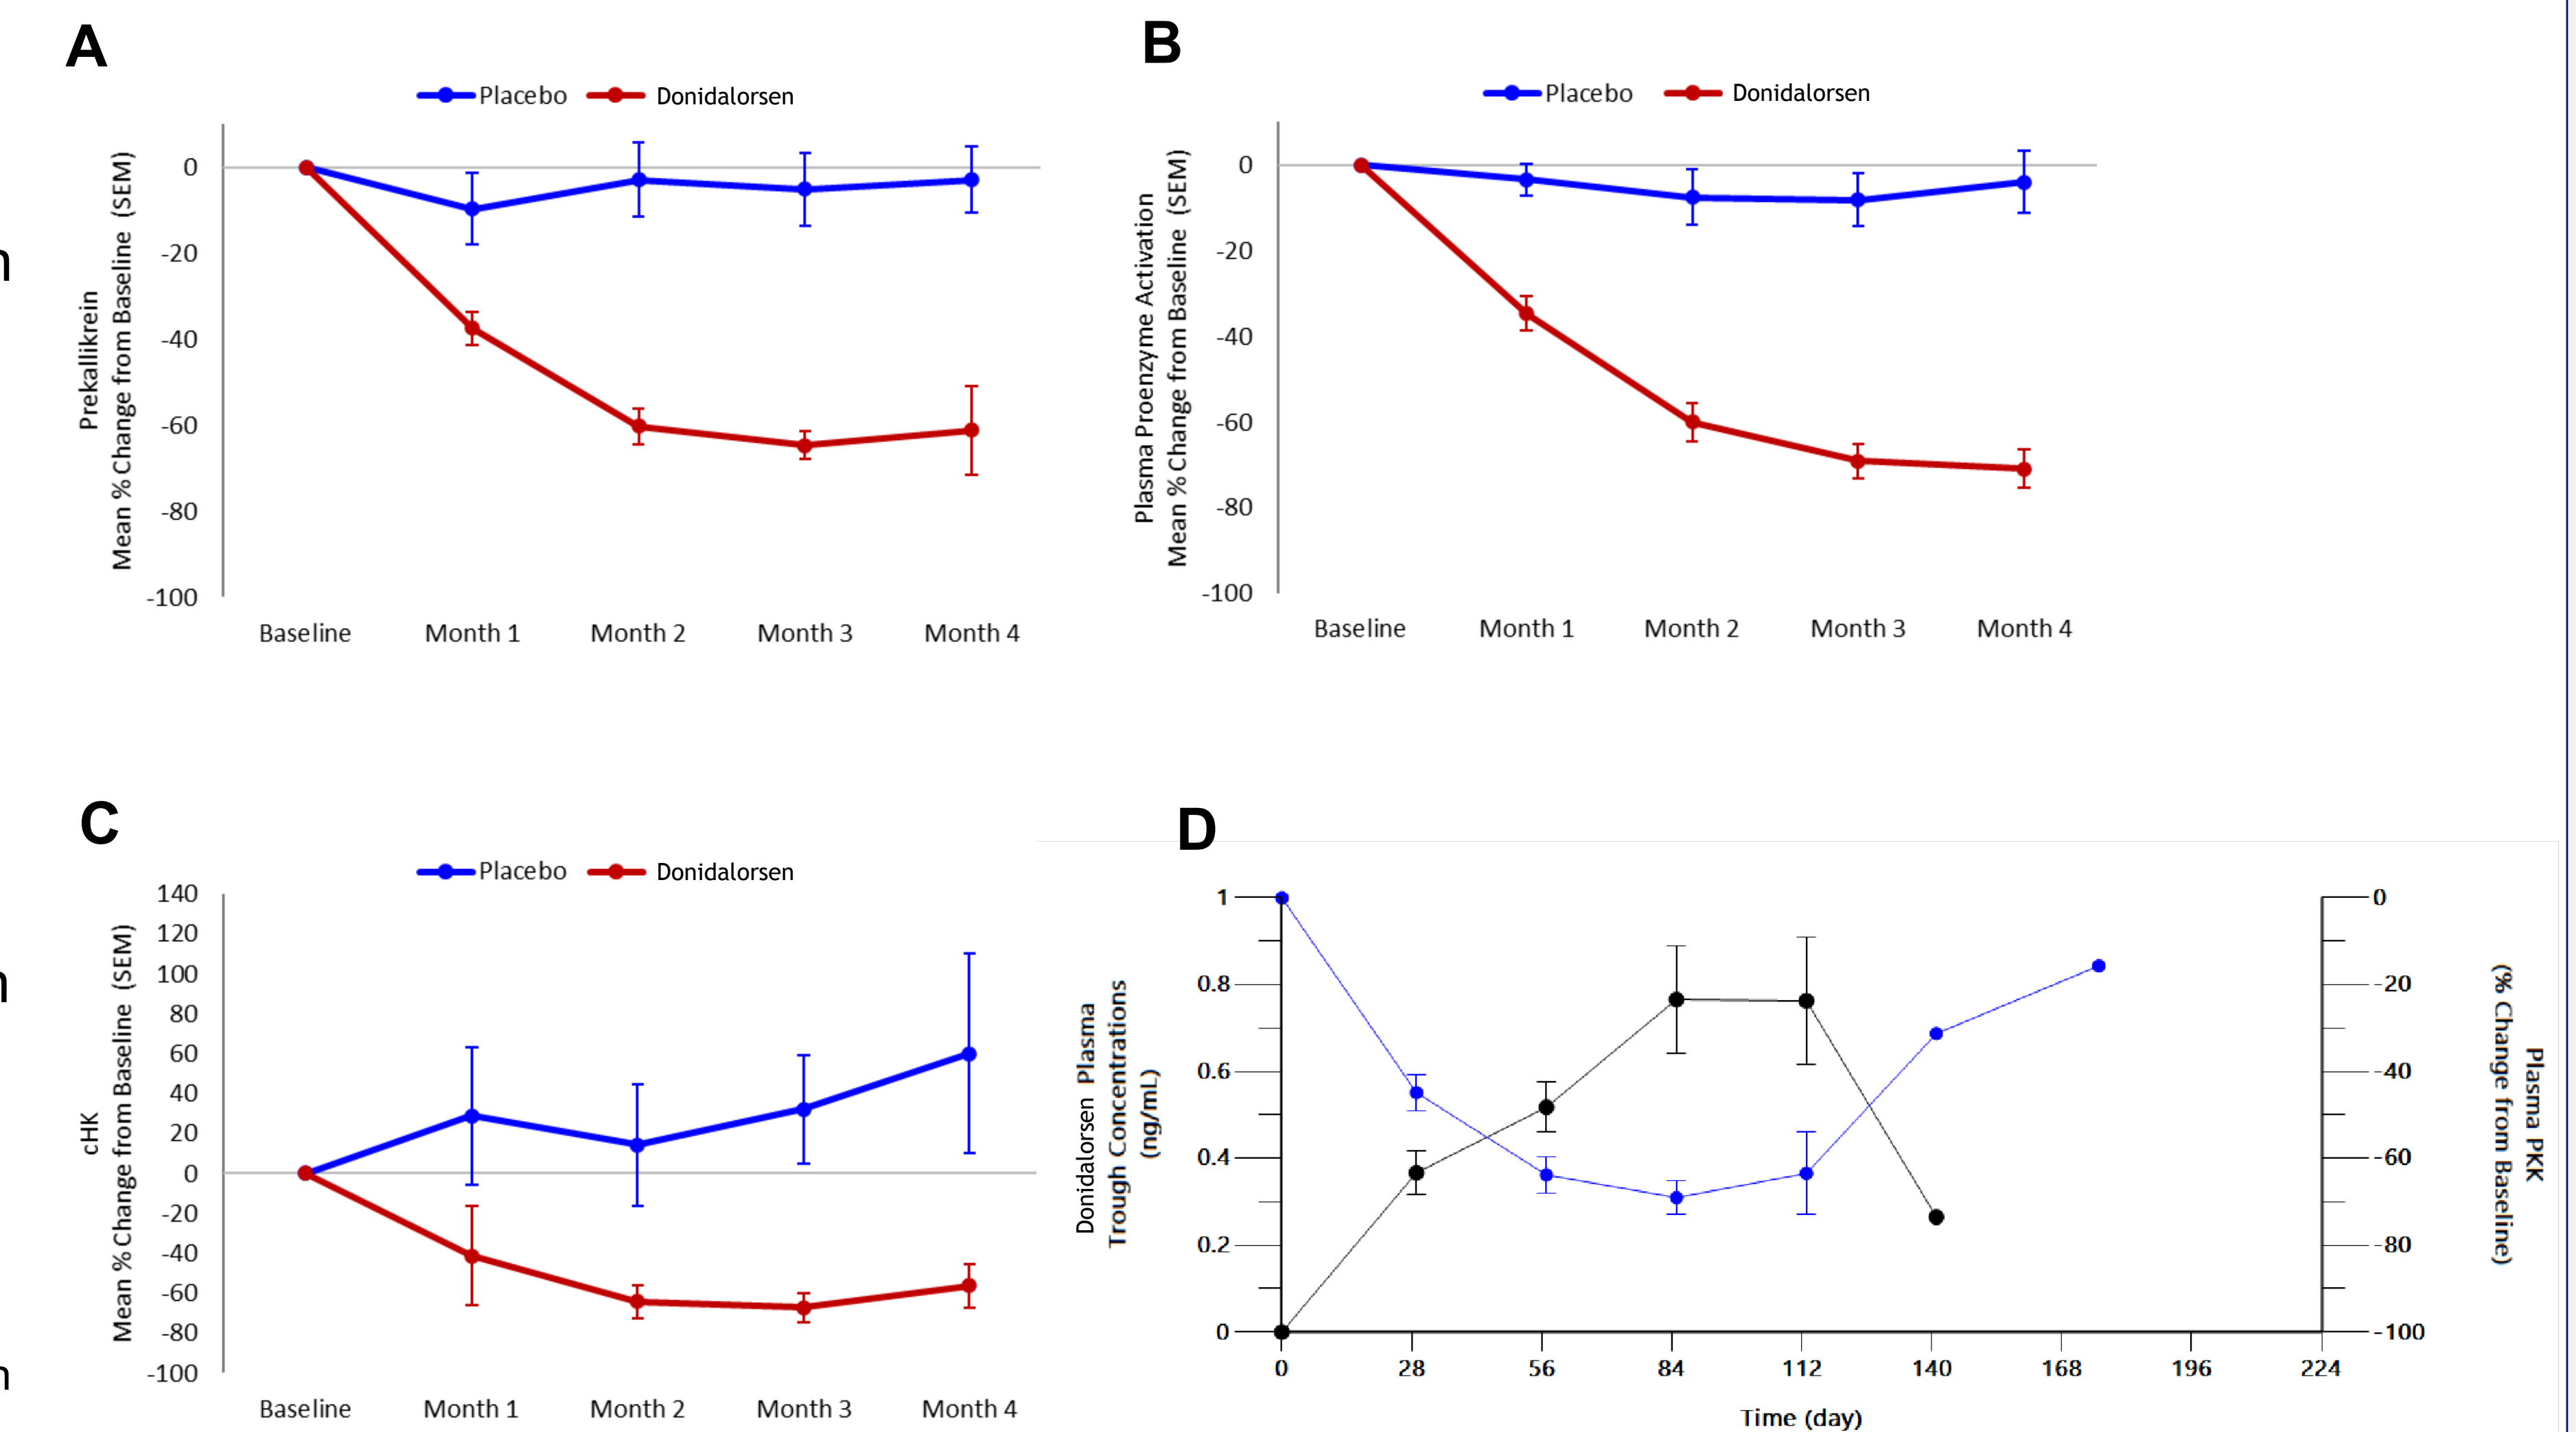 A
Placebo Donidalorsen
Prekallikrein
Mean % Change from Baseline (SEM)
0
-20
-40
-60
-80
-100
Baseline Month 1 Month 2 Month 3 Month 4
B
Placebo Donidalorsen
Plasma Proenzyme Activation
Mean % Change from Baseline (SEM)
0
-20
-40
-60
-80
-100
Baseline Month 1 Month 2 Month 3 Month 4
C
Placebo Donidalorsen
cHK
Mean % Change from Baseline (SEM)
140
120
100
80
60
40
20
0
-20
-40
-60
-80
-100
Baseline Month 1 Month 2 Month 3 Month 4
D
Donidalorsen Plasma
Trough Concentrations
(ng/mL)
1
0.8
0.6
0.4
0.2
0
0 28 56 84 112 140 168 196 224
Time (day)
0
-20
-40
-60
-80
-100
Plasma PKK
(% Change from Baseline)